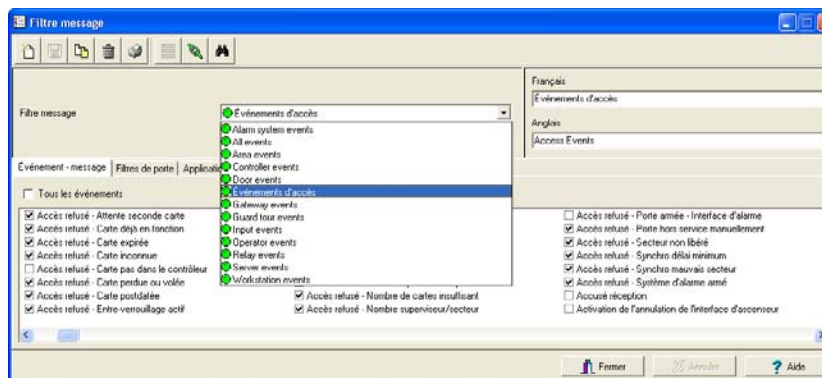 Filtre message
Français
Événements d'accès
Filtre message
Événements d'accès
Anglais
Access Events
Alarm system events
All events
Area events
Controller events
Door events
Événements d'accès
Gateway events
Guard tour events
Input events
Operator events
Relay events
Server events
Workstation events
Événement - message
Filtres de porte
Tous les événements
Accès refusé - Attente seconde carte
Accès refusé - Carte déjà en fonction
Accès refusé - Carte expirée
Accès refusé - Carte inconnue
Accès refusé - Carte pas dans le contrôleur
Accès refusé - Carte perdue ou volée
Accès refusé - Carte postdatée
Accès refusé - Entre-verrouillage actif
Accès refusé - Nombre de cartes insuffisant
Accès refusé - Nombre superviseur/secteur
Accès refusé - Porte armée - Interface d'alarme
Accès refusé - Porte hors service manuellement
Accès refusé - Secteur non libéré
Accès refusé - Synchro délai minimum
Accès refusé - Synchro mauvais secteur
Accès refusé - Système d'alarme armé
Accusé réception
Activation de l'annulation de l'interface d'ascenseur
Fermer
Annuler
Aide